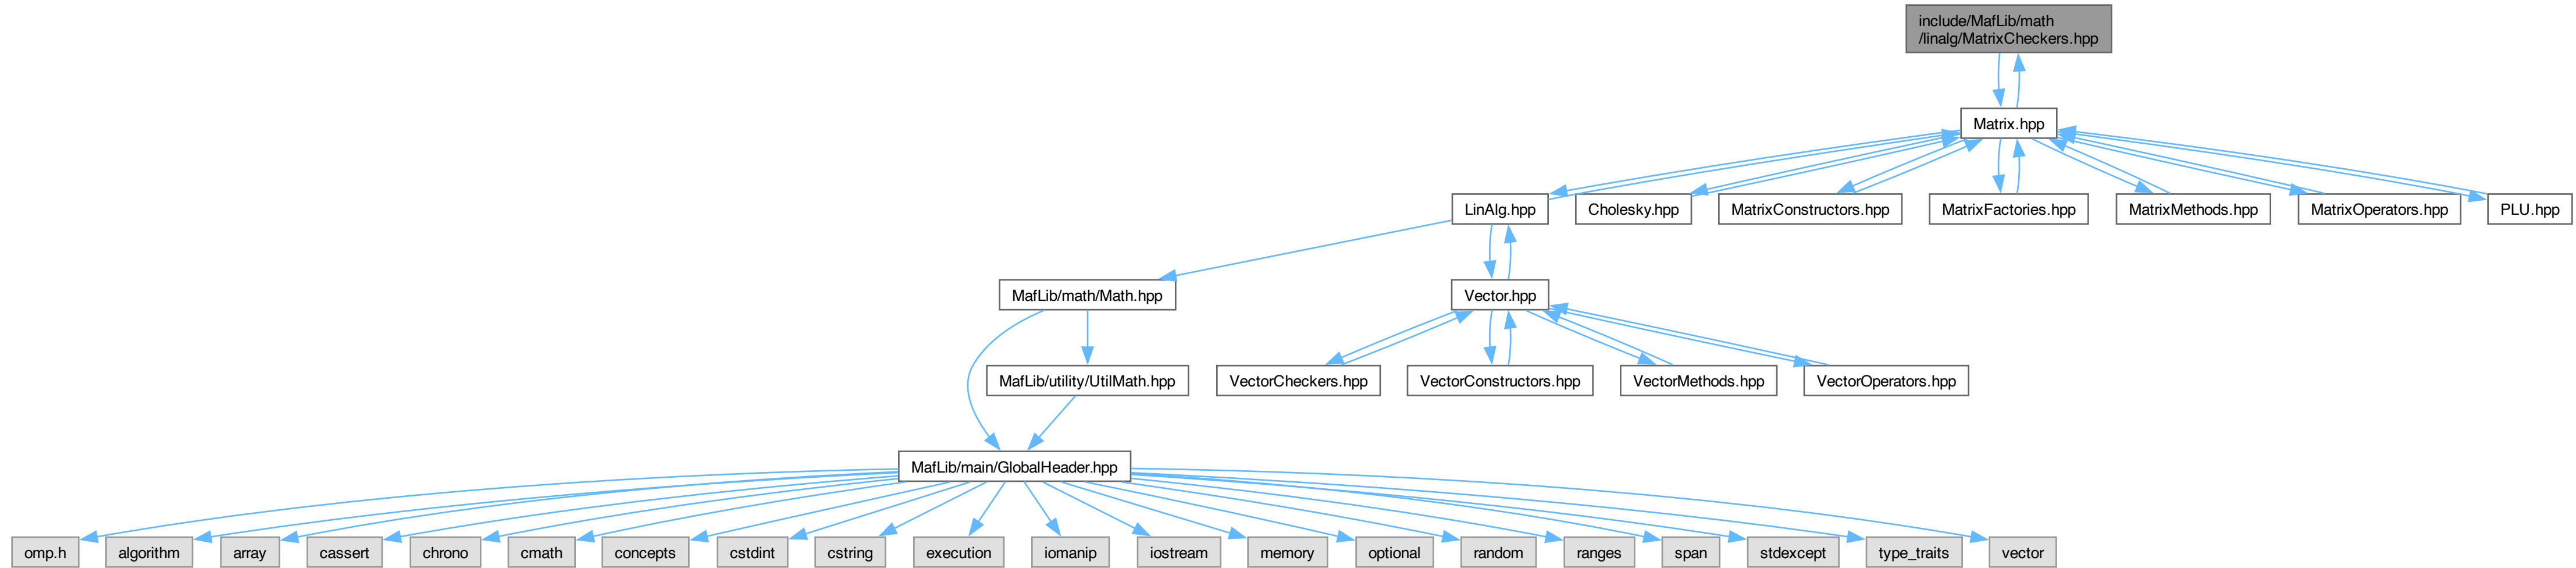 include/MafLib/math
/linalg/MatrixCheckers.hpp
Matrix.hpp
LinAlg.hpp
Cholesky.hpp
MatrixConstructors.hpp
MatrixFactories.hpp
MatrixMethods.hpp
MatrixOperators.hpp
PLU.hpp
MafLib/math/Math.hpp
Vector.hpp
MafLib/utility/UtilMath.hpp
VectorCheckers.hpp
VectorConstructors.hpp
VectorMethods.hpp
VectorOperators.hpp
MafLib/main/GlobalHeader.hpp
omp.h
algorithm
array
cassert
chrono
cmath
concepts
cstdint
cstring
execution
iomanip
iostream
memory
optional
random
ranges
span
stdexcept
type_traits
vector